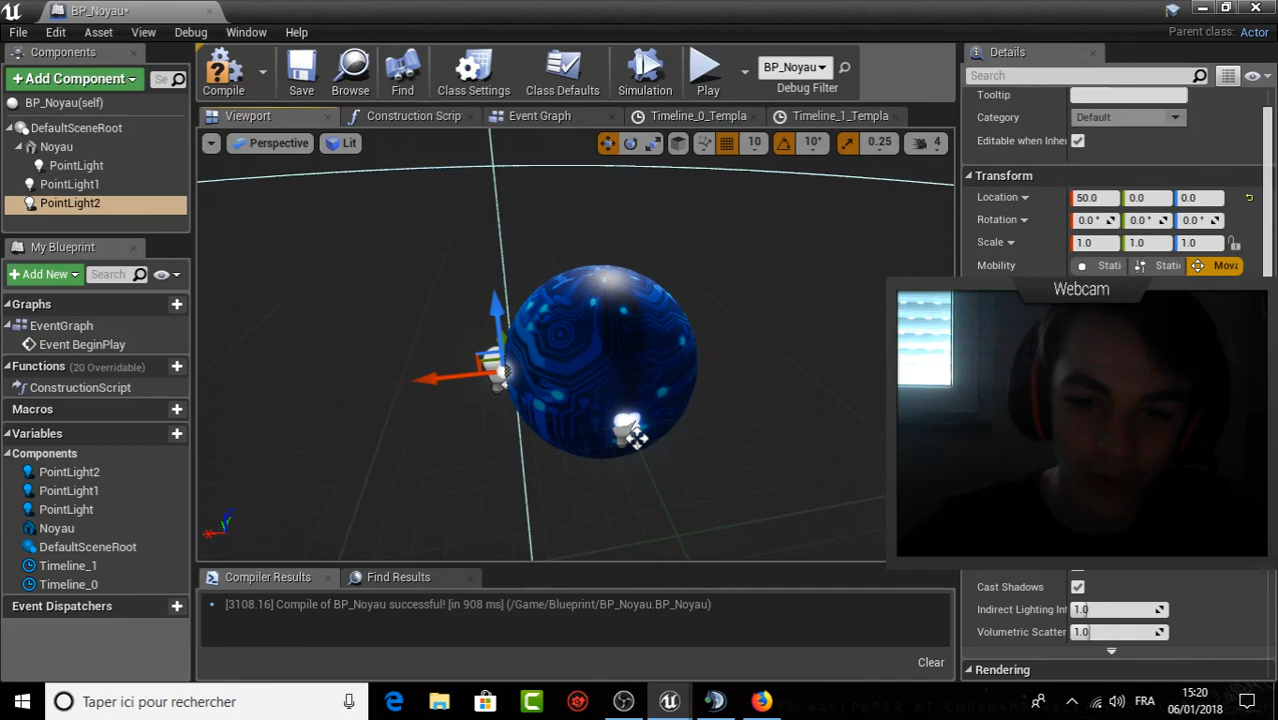 BP_Noyau*
File Edit Asset View Debug Window Help
Parent class: Actor
Components
+Add Component
Se
BP_Noyau(self)
DefaultSceneRoot
Noyau
PointLight
PointLight1
PointLight2
My Blueprint
+Add New
Search
Graphs
EventGraph
Event BeginPlay
Functions (20 Overridable)
ConstructionScript
Macros
Variables
Components
PointLight2
PointLight1
PointLight
Noyau
DefaultSceneRoot
Timeline_1
Timeline_0
Event Dispatchers
Compile Save Browse Find Class Settings Class Defaults Simulation Play
BP_Noyau
Debug Filter
Viewport Construction Scrip Event Graph Timeline_0_Templa Timeline_1_Templa
Perspective Lit 10 10° 0.25 4
Compiler Results Find Results
[3108.16] Compile of BP_Noyau successful! [in 908 ms] (/Game/Blueprint/BP_Noyau.BP_Noyau)
Clear
Details
Search
Tooltip
Category Default
Editable when Inher
Transform
Location 50.0 0.0 0.0
Rotation 0.0 ° 0.0 ° 0.0 °
Scale 1.0 1.0 1.0
Mobility Stati Static Mova
Webcam
Cast Shadows
Indirect Lighting Int 1.0
Volumetric Scatter 1.0
Rendering
Taper ici pour rechercher
FRA
15:20
06/01/2018